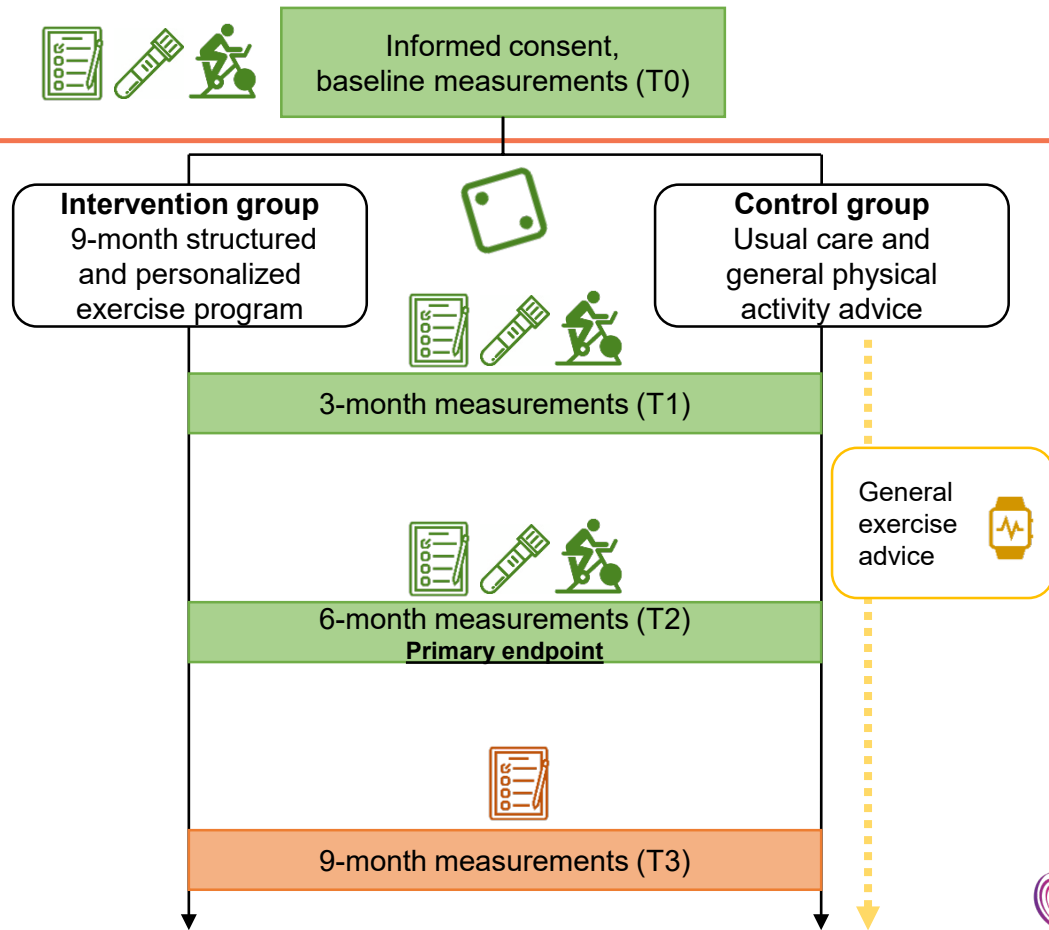 Informed consent,
baseline measurements (T0)
Intervention group
9-month structured
and personalized
exercise program
Control group
Usual care and
general physical
activity advice
3-month measurements (T1)
General
exercise
advice
6-month measurements (T2)
Primary endpoint
9-month measurements (T3)